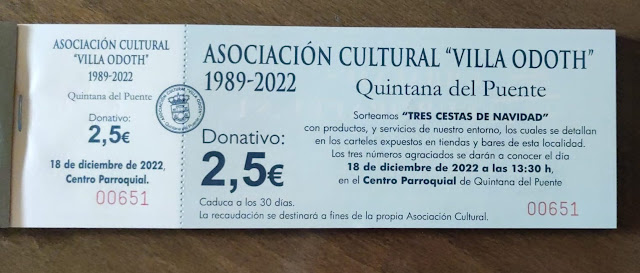 ASOCIACIÓN CULTURAL
"VILLA ODOTH"
1989-2022
Quintana del Puente
Donativo:
2,5€
18 de diciembre de 2022,
Centro Parroquial.
00651
ASOCIACIÓN CULTURAL "VILLA ODOTH"
1989-2022
Quintana del Puente
Sorteamos "TRES CESTAS DE NAVIDAD"
con productos, y servicios de nuestro entorno, los cuales se detallan
en los carteles expuestos en tiendas y bares de esta localidad.
Los tres números agraciados se darán a conocer el día
18 de diciembre de 2022 a las 13:30 h,
en el Centro Parroquial de Quintana del Puente
Donativo:
2,5€
Caduca a los 30 días.
La recaudación se destinará a fines de la propia Asociación Cultural.
00651